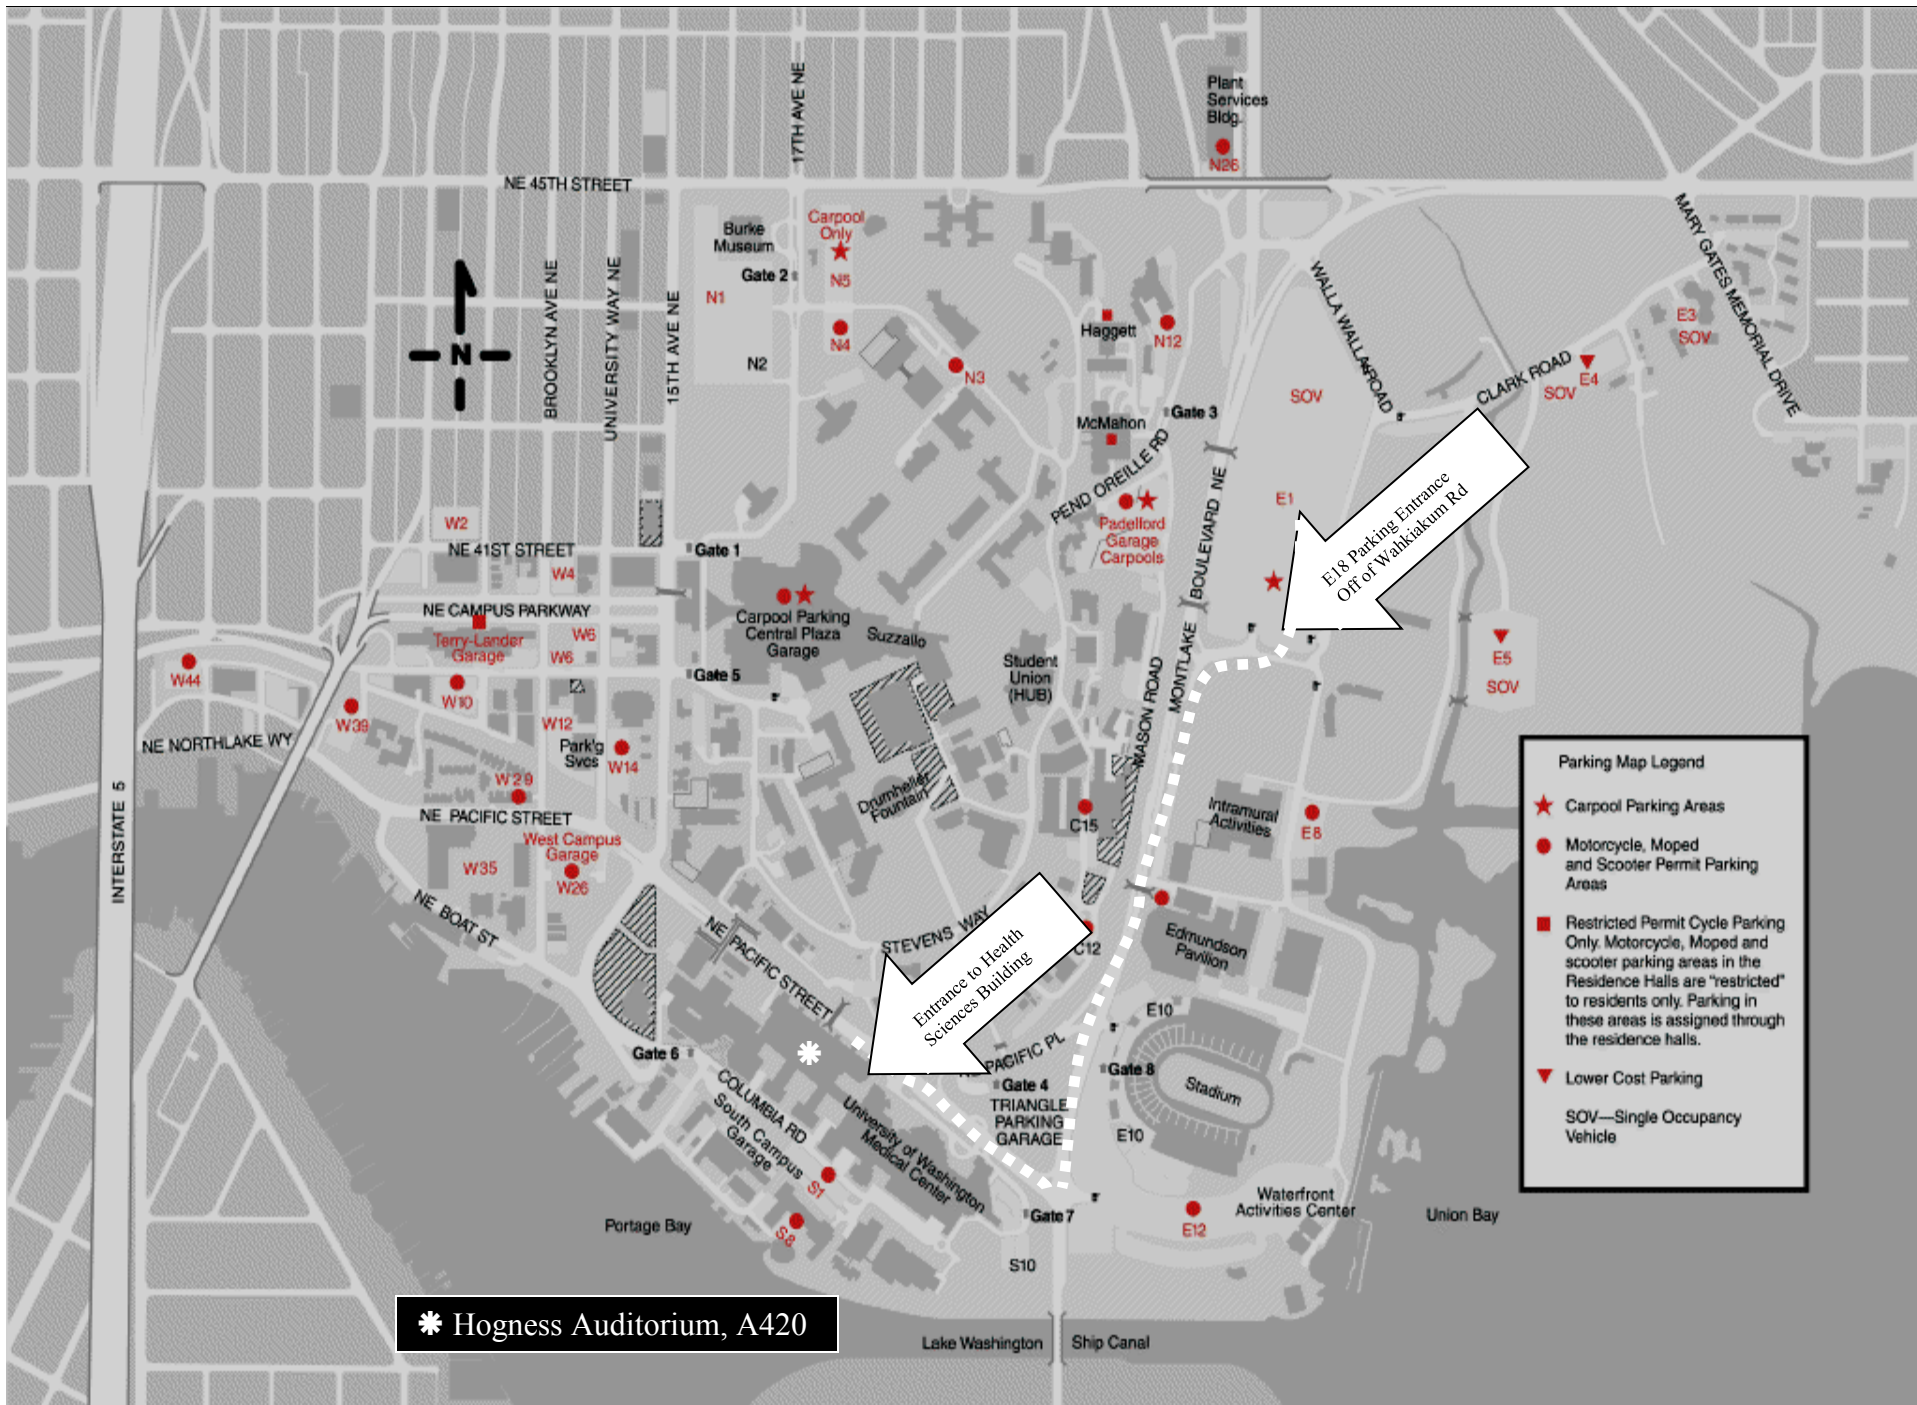 Plant
Services
Bldg.
N26
17TH AVE NE
NE 45TH STREET
MARY GATES MEMORIAL DRIVE
Burke
Museum
Carpool
Only
Gate 2
N5
N1
N4
N2
N3
BROOKLYN AVE NE
UNIVERSITY WAY NE
15TH AVE NE
N
Haggett
N12
WALLA WALLA ROAD
SOV
E3
SOV
CLARK ROAD
E4
SOV
Gate 3
McMahon
PEND OREILLE RD
E1
E18 Parking Entrance
Off of Wahkiakum Rd
Padelford
Garage
Carpools
MONTLAKE BOULEVARD NE
W2
NE 41ST STREET
Gate 1
W4
NE CAMPUS PARKWAY
Carpool Parking
Central Plaza
Garage
Suzzallo
Terry-Lander
Garage
W6
W6
Gate 5
W44
W10
W39
W12
Student
Union
(HUB)
MASON ROAD
E5
SOV
NE NORTHLAKE WY
Park'g
Svcs
W14
W29
NE PACIFIC STREET
West Campus
Garage
W35
W26
Drumheller
Fountain
C15
Intramural
Activities
E8
INTERSTATE 5
NE BOAT ST
NE PACIFIC STREET
STEVENS WAY
C12
Edmundson
Pavilion
Entrance to Health
Sciences Building
E10
PACIFIC PL
Gate 6
Gate 4
Gate 8
TRIANGLE
PARKING
GARAGE
Stadium
E10
COLUMBIA RD
South Campus
Garage
University of Washington
Medical Center
S1
S8
Gate 7
E12
Waterfront
Activities Center
Portage Bay
Union Bay
S10
Lake Washington
Ship Canal
Hogness Auditorium, A420
Parking Map Legend
Carpool Parking Areas
Motorcycle, Moped
and Scooter Permit Parking
Areas
Restricted Permit Cycle Parking
Only. Motorcycle, Moped and
scooter parking areas in the
Residence Halls are "restricted"
to residents only. Parking in
these areas is assigned through
the residence halls.
Lower Cost Parking
SOV—Single Occupancy
Vehicle